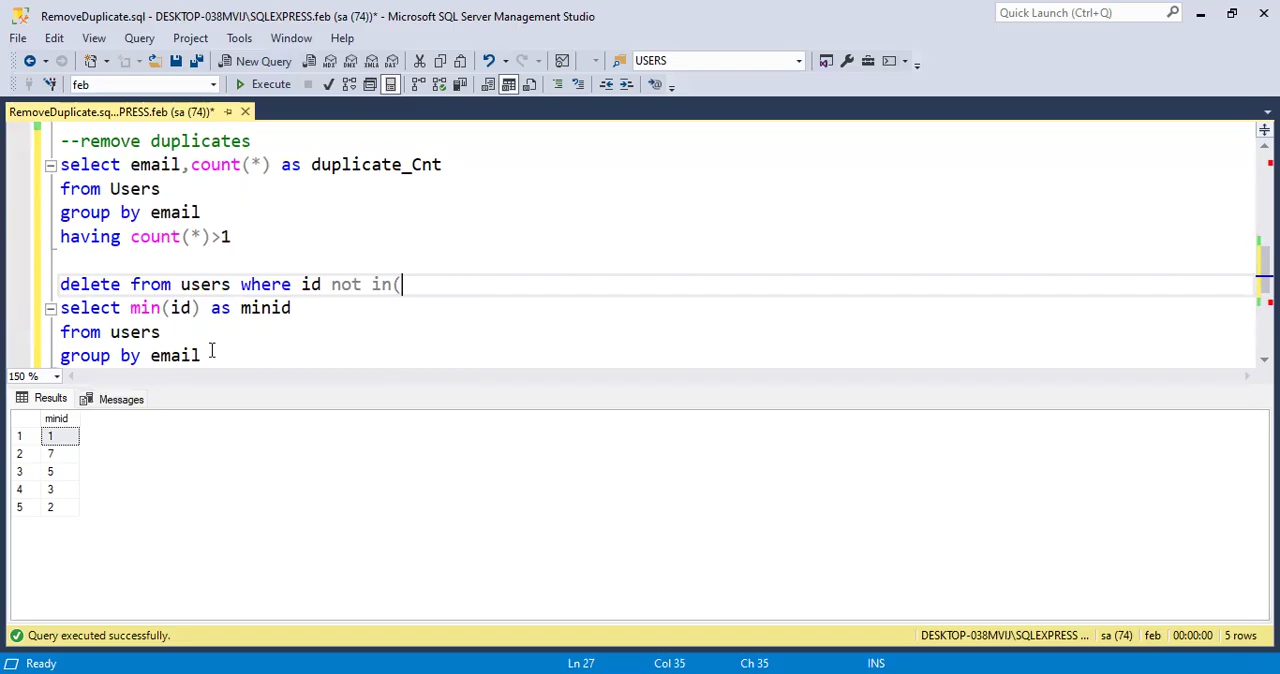 RemoveDuplicate.sql - DESKTOP-038MVIJ\SQLEXPRESS.feb (sa (74))* - Microsoft SQL Server Management Studio
Quick Launch (Ctrl+Q)
File Edit View Query Project Tools Window Help
New Query
MDX DMX XMLA DAX
USERS
feb
Execute
RemoveDuplicate.sq...PRESS.feb (sa (74))*
--remove duplicates
select email,count(*) as duplicate_Cnt
from Users
group by email
having count(*)>1
delete from users where id not in(
select min(id) as minid
from users
group by email
150 %
Results Messages
minid
1 1
2 7
3 5
4 3
5 2
Query executed successfully.
DESKTOP-038MVIJ\SQLEXPRESS ... sa (74) feb 00:00:00 5 rows
Ready Ln 27 Col 35 Ch 35 INS